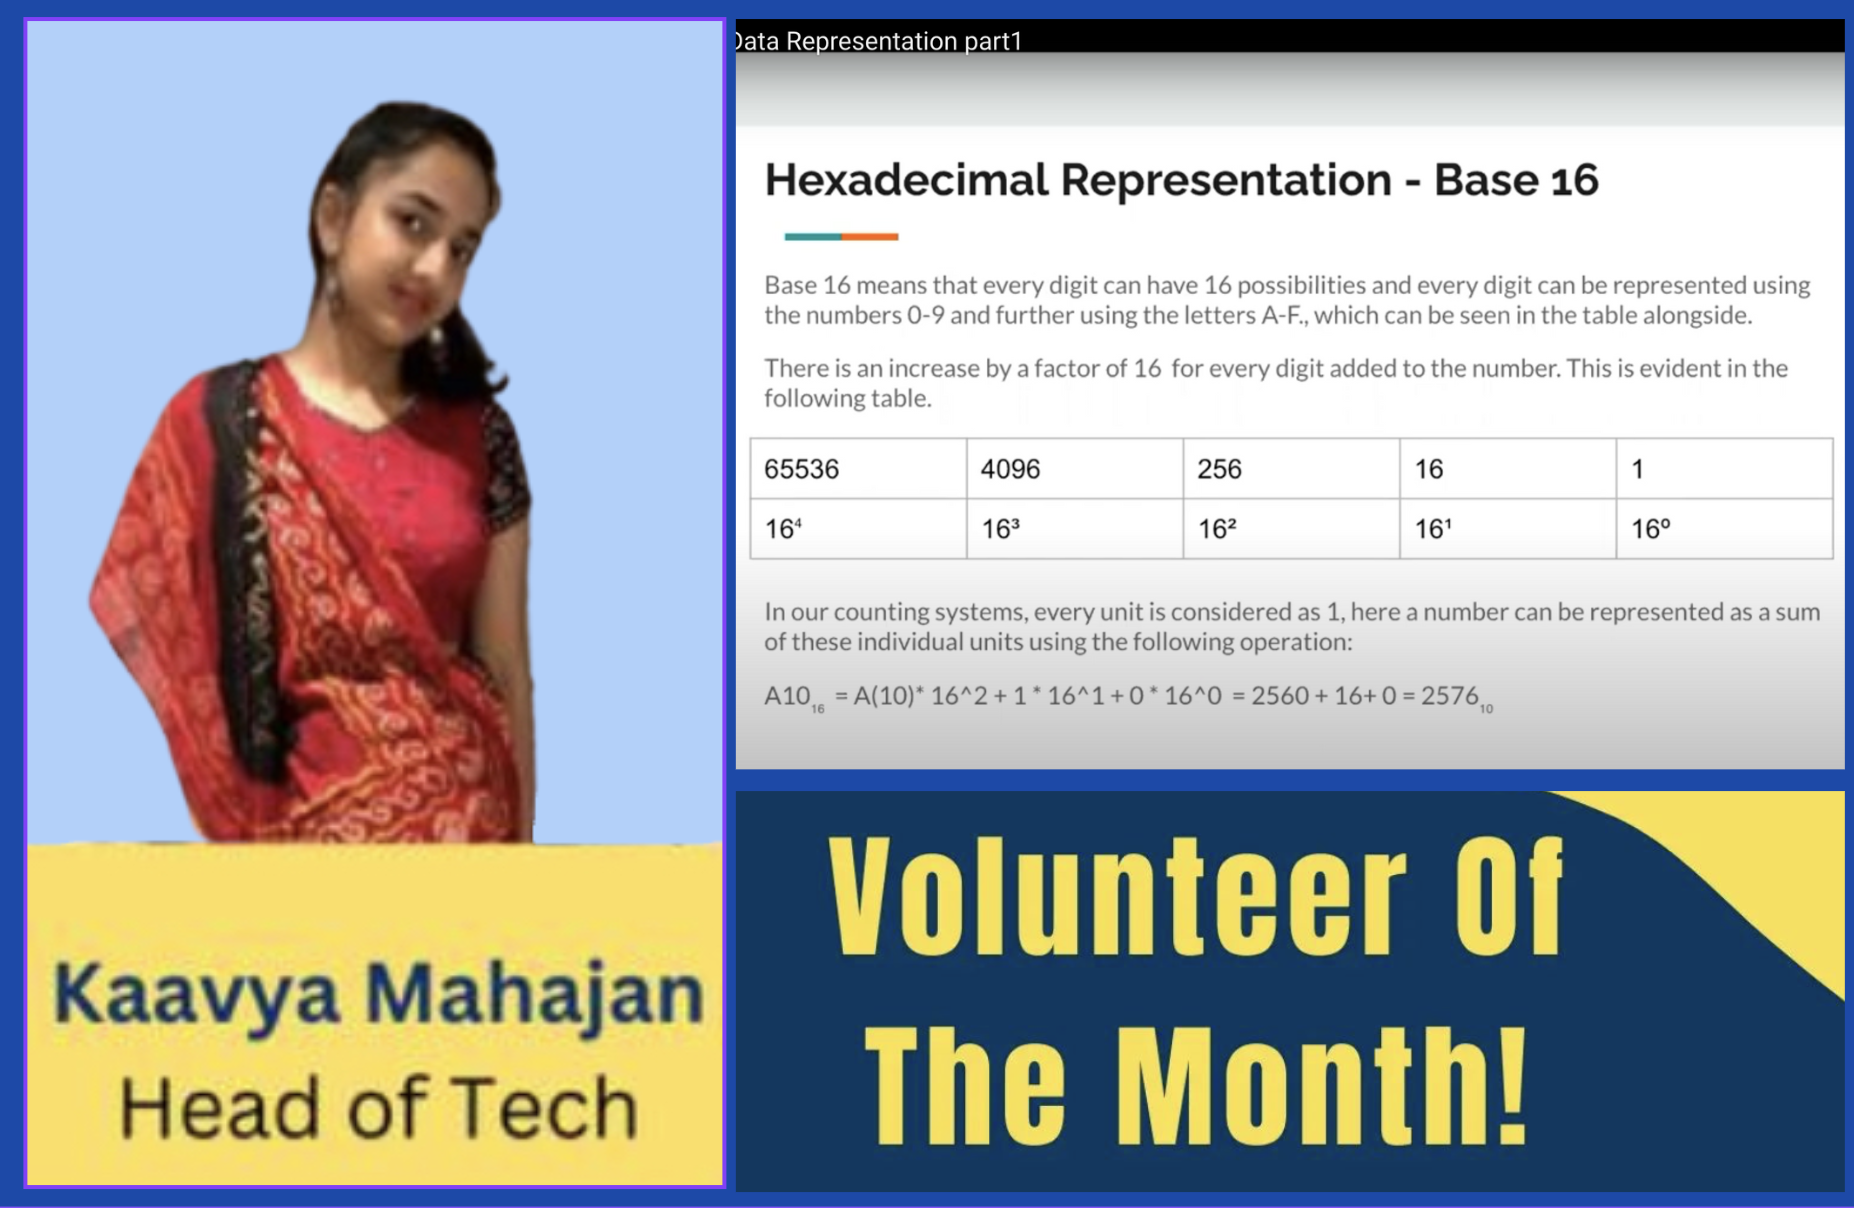 Kaavya Mahajan
Head of Tech
Data Representation part1
Hexadecimal Representation - Base 16
Base 16 means that every digit can have 16 possibilities and every digit can be represented using
the numbers 0-9 and further using the letters A-F., which can be seen in the table alongside.
There is an increase by a factor of 16 for every digit added to the number. This is evident in the
following table.
65536 4096 256 16 1
16⁴ 16³ 16² 16¹ 16⁰
In our counting systems, every unit is considered as 1, here a number can be represented as a sum
of these individual units using the following operation:
A10₁₆ = A(10)* 16^2 + 1 * 16^1 + 0 * 16^0 = 2560 + 16+ 0 = 2576₁₀
Volunteer Of
The Month!